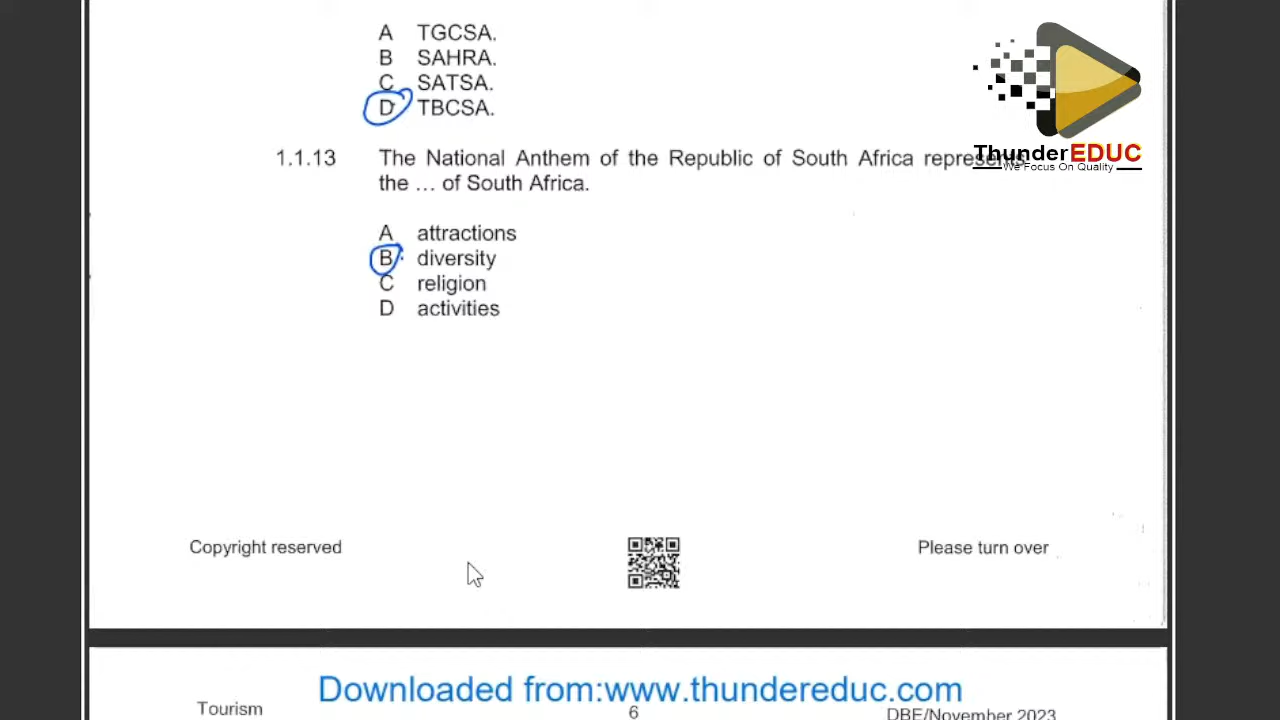 A TGCSA.
B SAHRA.
C SATSA.
D TBCSA.
ThunderEDUC
We Focus On Quality
1.1.13 The National Anthem of the Republic of South Africa represents
the ... of South Africa.
A attractions
B diversity
C religion
D activities
Copyright reserved
Please turn over
Downloaded from:www.thundereduc.com
Tourism
6
DBE/November 2023